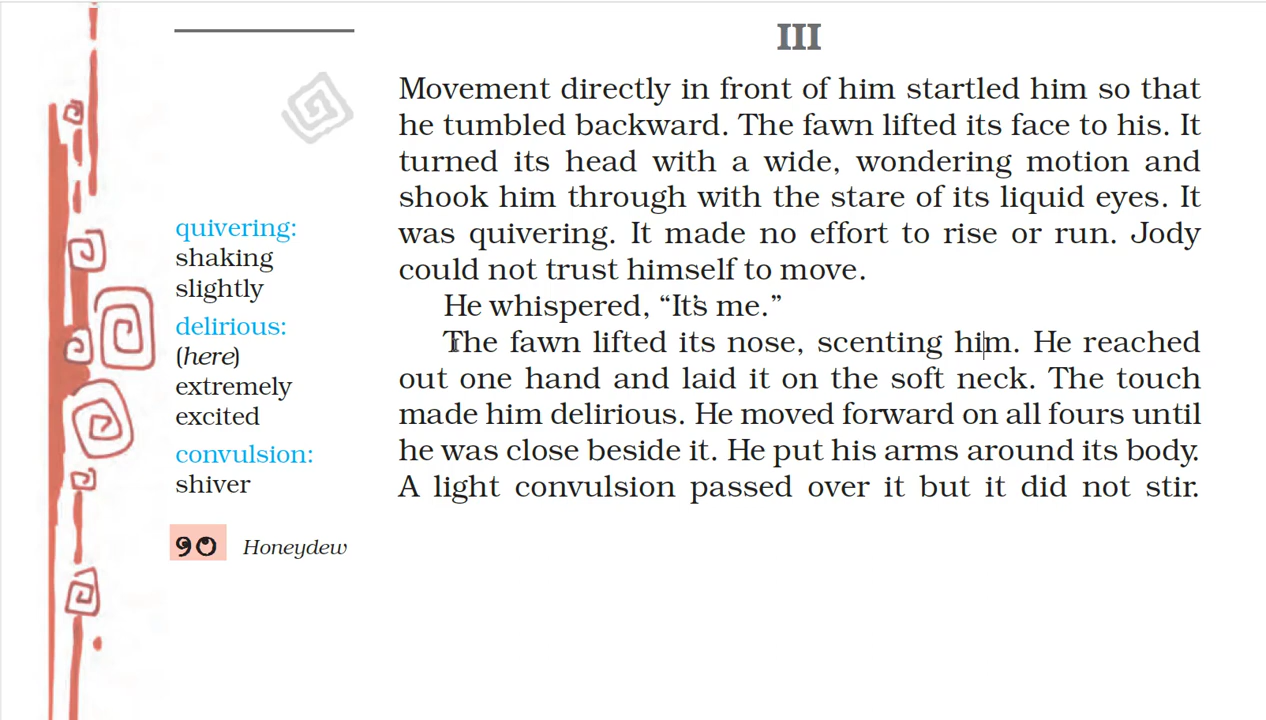 III
Movement directly in front of him startled him so that
he tumbled backward. The fawn lifted its face to his. It
turned its head with a wide, wondering motion and
shook him through with the stare of its liquid eyes. It
was quivering. It made no effort to rise or run. Jody
could not trust himself to move.
He whispered, “It’s me.”
The fawn lifted its nose, scenting him. He reached
out one hand and laid it on the soft neck. The touch
made him delirious. He moved forward on all fours until
he was close beside it. He put his arms around its body.
A light convulsion passed over it but it did not stir.
quivering:
shaking
slightly
delirious:
(here)
extremely
excited
convulsion:
shiver
90 Honeydew